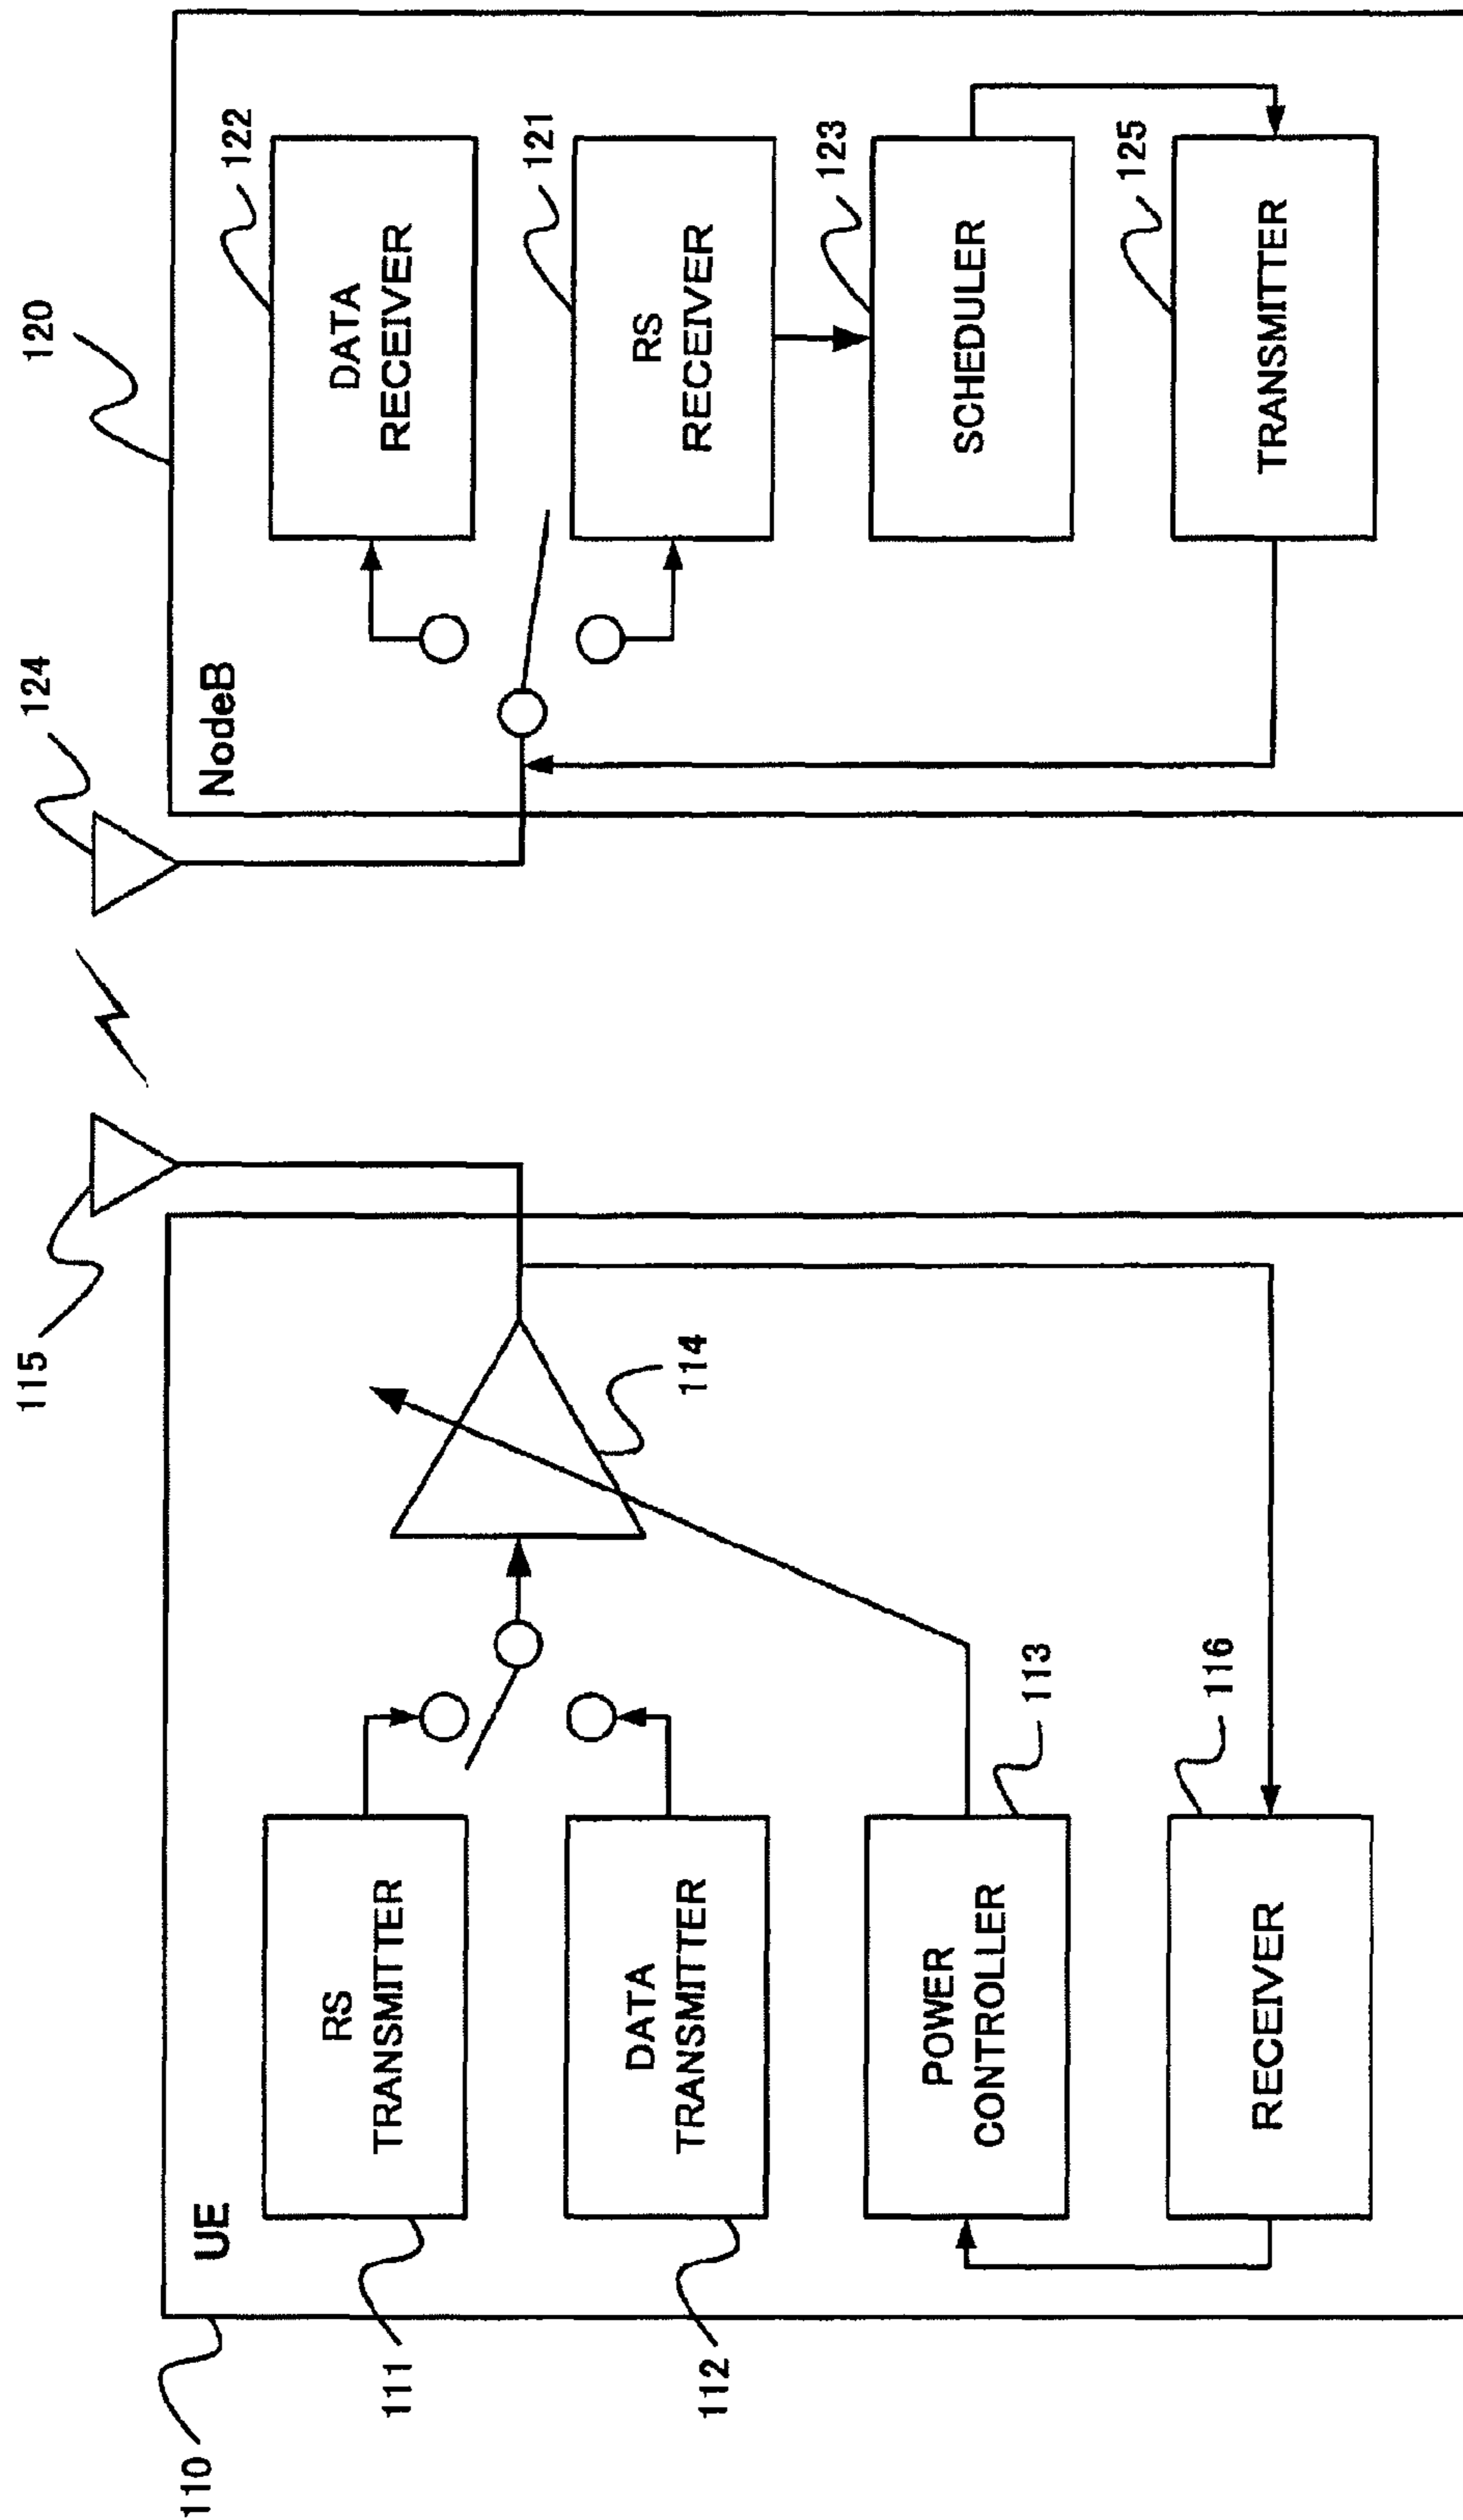 110
UE
111
RS
TRANSMITTER
112
DATA
TRANSMITTER
POWER
CONTROLLER
113
RECEIVER
116
114
115
124
NodeB
120
DATA
RECEIVER
122
RS
RECEIVER
121
SCHEDULER
123
TRANSMITTER
125